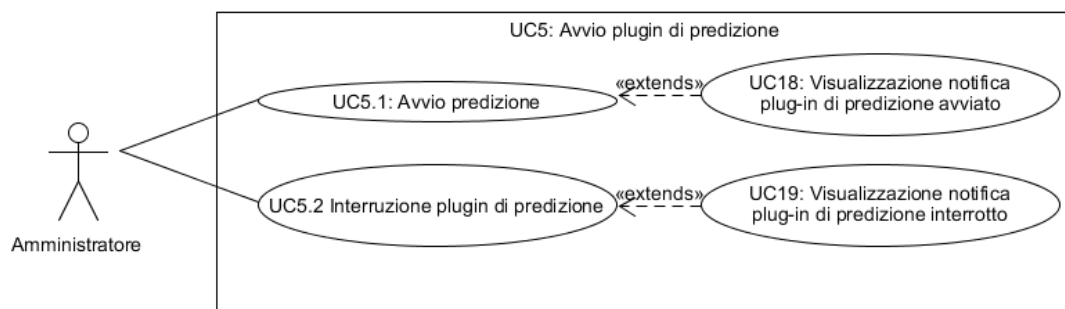 UC5: Avvio plugin di predizione
UC5.1: Avvio predizione
«extends»
UC18: Visualizzazione notifica
plug-in di predizione avviato
UC5.2 Interruzione plugin di predizione
«extends»
UC19: Visualizzazione notifica
plug-in di predizione interrotto
Amministratore